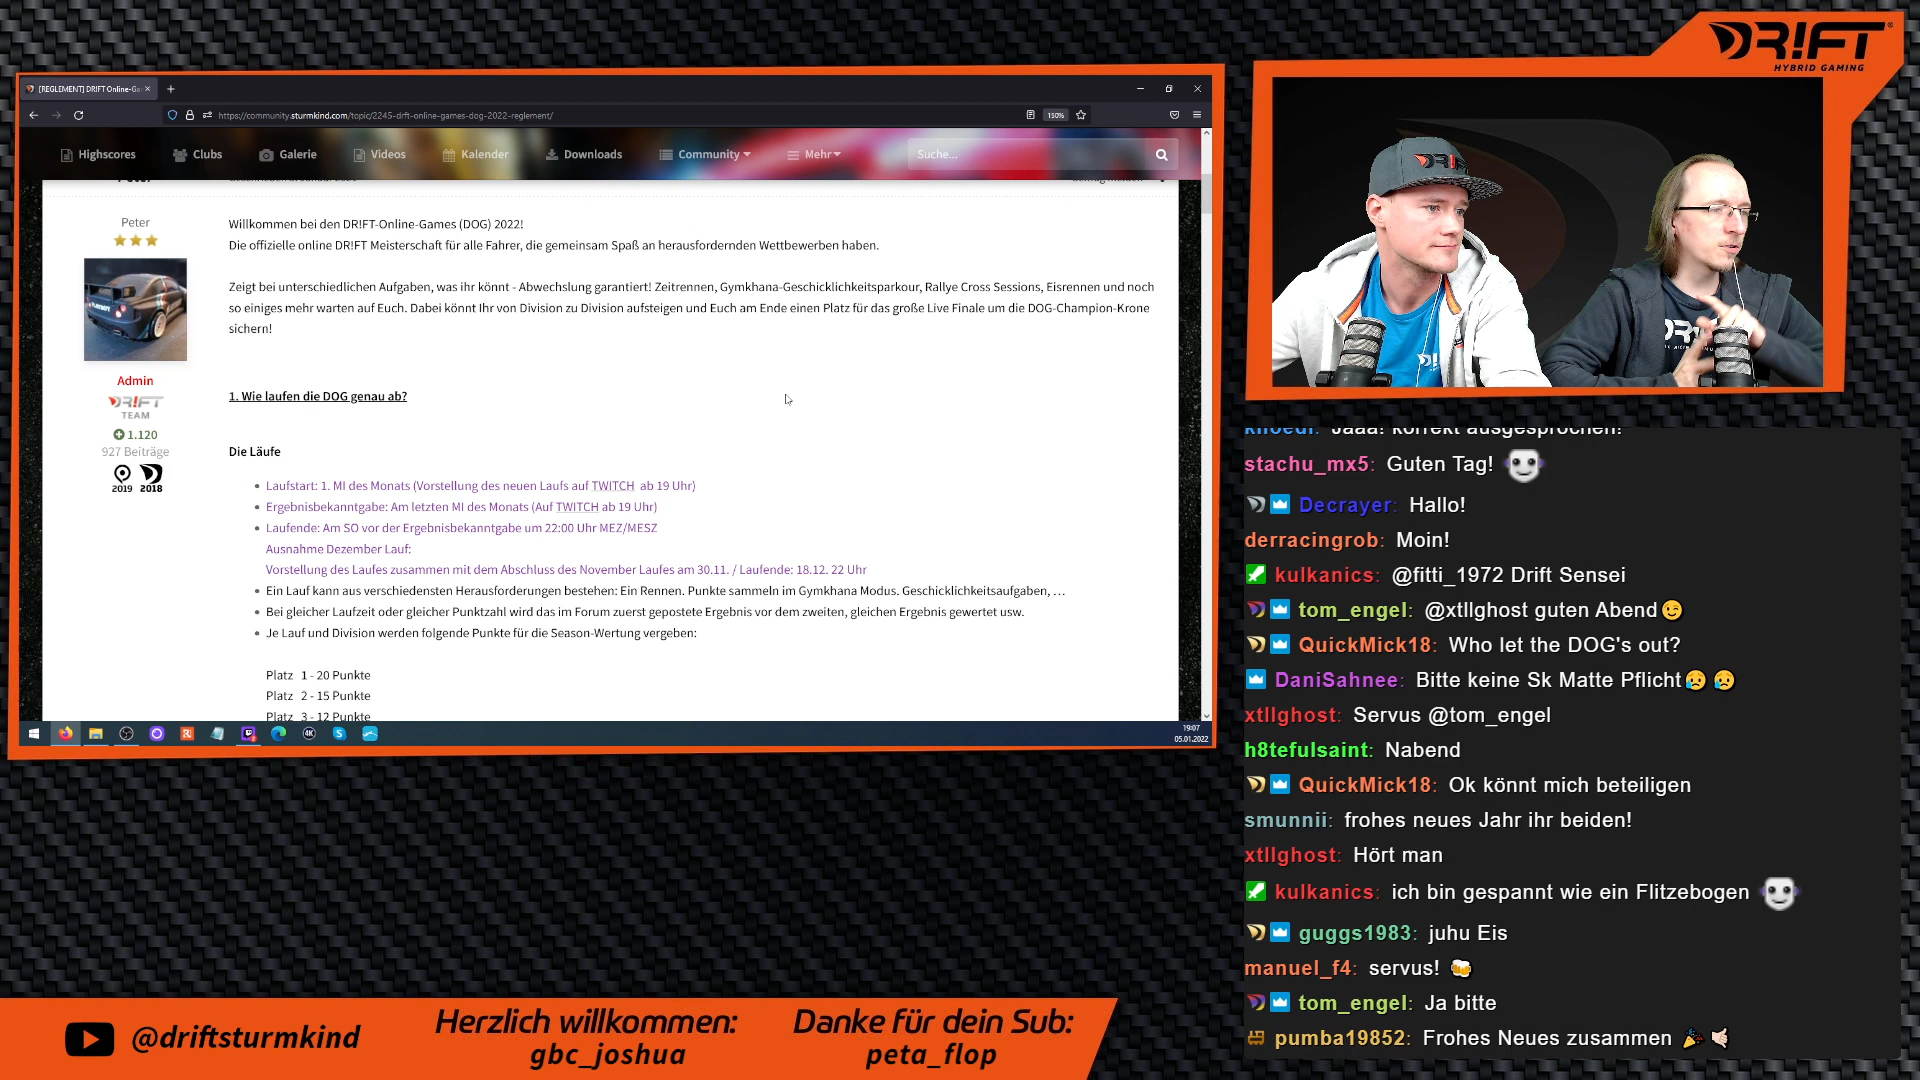 DR!FT
HYBRID GAMING
[REGLEMENT] DR!FT Online-Ga
https://community.sturmkind.com/topic/2245-drft-online-games-dog-2022-reglement/
150%
Highscores
Clubs
Galerie
Videos
Kalender
Downloads
Community
Mehr
Suche...
Peter
Willkommen bei den DR!FT-Online-Games (DOG) 2022!
Die offizielle online DR!FT Meisterschaft für alle Fahrer, die gemeinsam Spaß an herausfordernden Wettbewerben haben.
Zeigt bei unterschiedlichen Aufgaben, was ihr könnt - Abwechslung garantiert! Zeitrennen, Gymkhana-Geschicklichkeitsparkour, Rallye Cross Sessions, Eisrennen und noch
so einiges mehr warten auf Euch. Dabei könnt Ihr von Division zu Division aufsteigen und Euch am Ende einen Platz für das große Live Finale um die DOG-Champion-Krone
sichern!
Admin
DR!FT
TEAM
1.120
927 Beiträge
2019 2018
1. Wie laufen die DOG genau ab?
Die Läufe
Laufstart: 1. MI des Monats (Vorstellung des neuen Laufs auf TWITCH ab 19 Uhr)
Ergebnisbekanntgabe: Am letzten MI des Monats (Auf TWITCH ab 19 Uhr)
Laufende: Am SO vor der Ergebnisbekanntgabe um 22:00 Uhr MEZ/MESZ
Ausnahme Dezember Lauf:
Vorstellung des Laufes zusammen mit dem Abschluss des November Laufes am 30.11. / Laufende: 18.12. 22 Uhr
Ein Lauf kann aus verschiedensten Herausforderungen bestehen: Ein Rennen. Punkte sammeln im Gymkhana Modus. Geschicklichkeitsaufgaben, …
Bei gleicher Laufzeit oder gleicher Punktzahl wird das im Forum zuerst gepostete Ergebnis vor dem zweiten, gleichen Ergebnis gewertet usw.
Je Lauf und Division werden folgende Punkte für die Season-Wertung vergeben:
Platz 1 - 20 Punkte
Platz 2 - 15 Punkte
Platz 3 - 12 Punkte
19:07
05.01.2022
knoedl: Jaaa! korrekt ausgesprochen!
stachu_mx5: Guten Tag!
Decrayer: Hallo!
derracingrob: Moin!
kulkanics: @fitti_1972 Drift Sensei
tom_engel: @xtllghost guten Abend😉
QuickMick18: Who let the DOG's out?
DaniSahnee: Bitte keine Sk Matte Pflicht😥 😥
xtllghost: Servus @tom_engel
h8tefulsaint: Nabend
QuickMick18: Ok könnt mich beteiligen
smunnii: frohes neues Jahr ihr beiden!
xtllghost: Hört man
kulkanics: ich bin gespannt wie ein Flitzebogen
guggs1983: juhu Eis
manuel_f4: servus! 🍻
tom_engel: Ja bitte
pumba19852: Frohes Neues zusammen 🎉 🤙🏻
@driftsturmkind
Herzlich willkommen:
gbc_joshua
Danke für dein Sub:
peta_flop